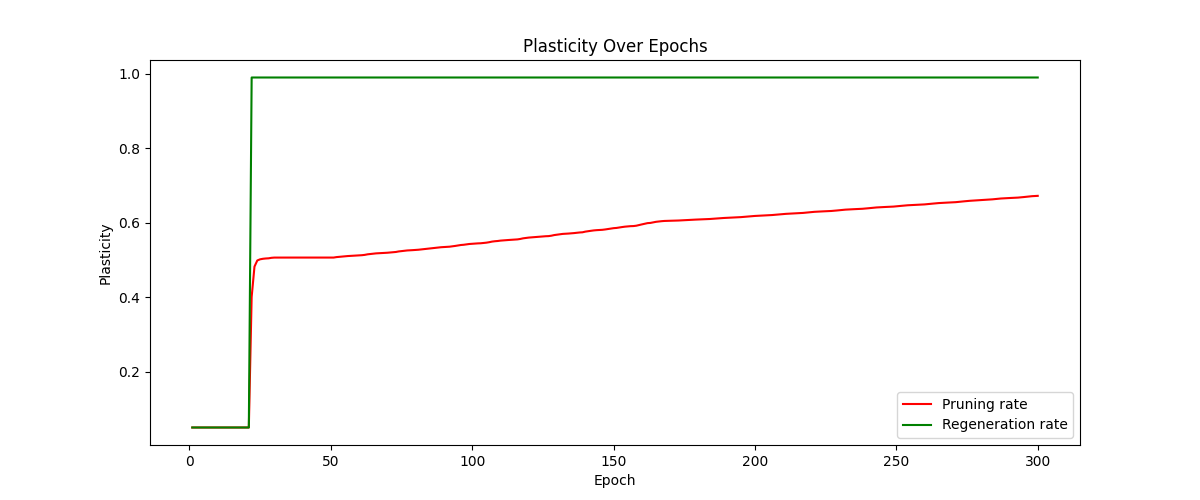 Plasticity Over Epochs
Plasticity
1.0
0.8
0.6
0.4
0.2
0
50
100
150
200
250
300
Epoch
Pruning rate
Regeneration rate